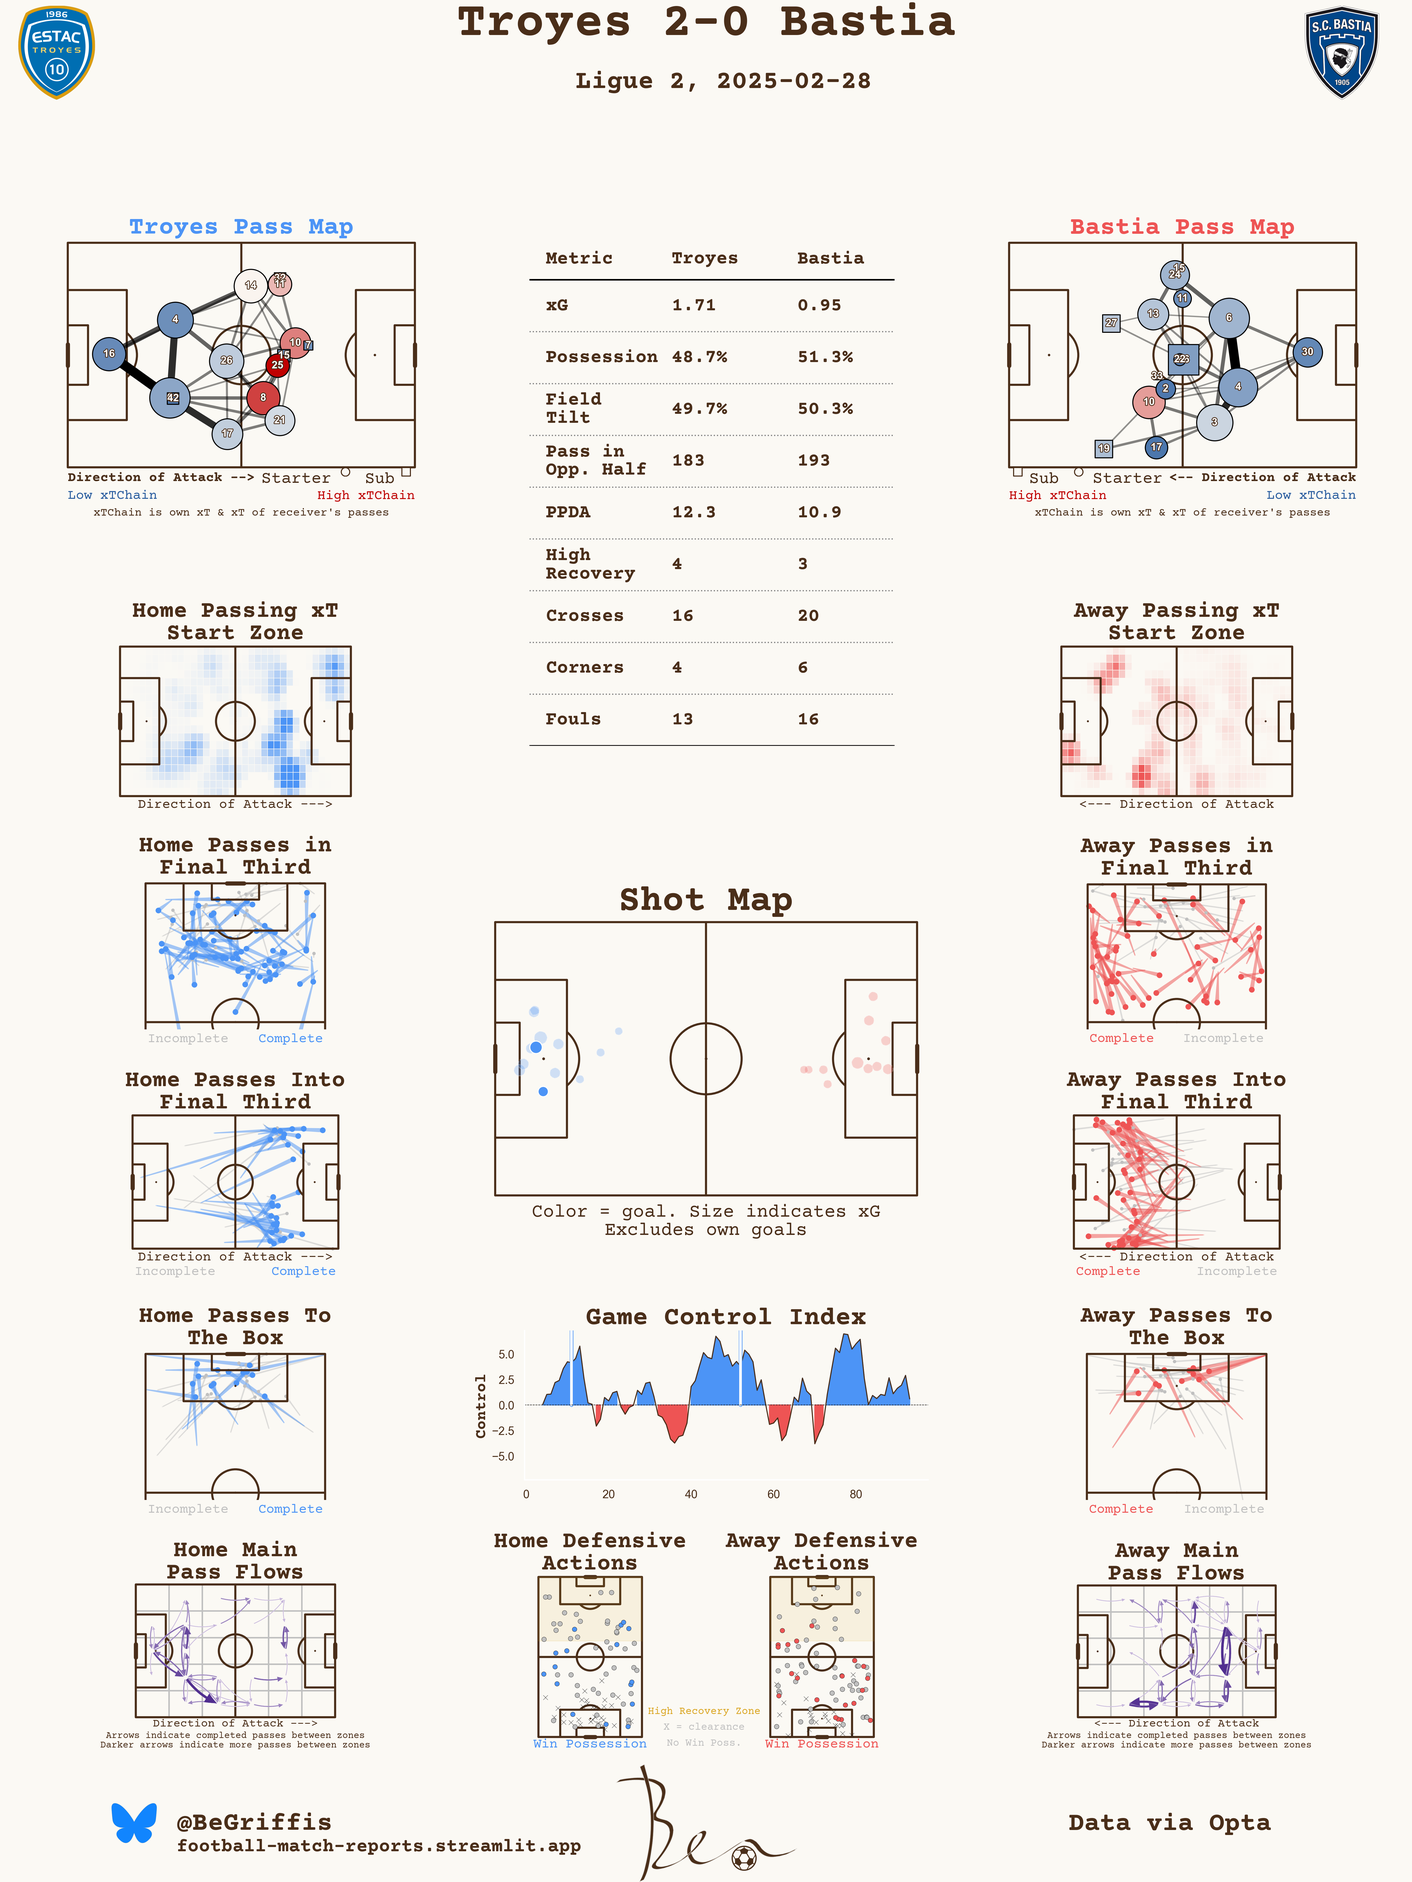 Troyes 2-0 Bastia
Ligue 2, 2025-02-28
1986
ESTAC
TROYES
10
S.C. BASTIA
1905
Troyes Pass Map
16
4
14
11
10
7
15
25
26
42
8
21
17
Direction of Attack --> Starter Sub
Low xTChain High xTChain
xTChain is own xT & xT of receiver's passes
Metric Troyes Bastia
xG 1.71 0.95
Possession 48.7% 51.3%
Field
Tilt 49.7% 50.3%
Pass in
Opp. Half 183 193
PPDA 12.3 10.9
High
Recovery 4 3
Crosses 16 20
Corners 4 6
Fouls 13 16
Bastia Pass Map
15
24
11
13
27
6
30
33
2
4
10
3
19
17
Sub Starter <-- Direction of Attack
High xTChain Low xTChain
xTChain is own xT & xT of receiver's passes
Home Passing xT
Start Zone
Direction of Attack --->
Away Passing xT
Start Zone
<--- Direction of Attack
Home Passes in
Final Third
Incomplete Complete
Away Passes in
Final Third
Complete Incomplete
Shot Map
Color = goal. Size indicates xG
Excludes own goals
Home Passes Into
Final Third
Direction of Attack --->
Incomplete Complete
Away Passes Into
Final Third
<--- Direction of Attack
Complete Incomplete
Home Passes To
The Box
Incomplete Complete
Game Control Index
Control
5.0
2.5
0.0
−2.5
−5.0
0 20 40 60 80
Away Passes To
The Box
Complete Incomplete
Home Main
Pass Flows
Direction of Attack --->
Arrows indicate completed passes between zones
Darker arrows indicate more passes between zones
Home Defensive
Actions
Win Possession
Away Defensive
Actions
Win Possession
High Recovery Zone
X = clearance
No Win Poss.
Away Main
Pass Flows
<--- Direction of Attack
Arrows indicate completed passes between zones
Darker arrows indicate more passes between zones
@BeGriffis
football-match-reports.streamlit.app
Ben
Data via Opta